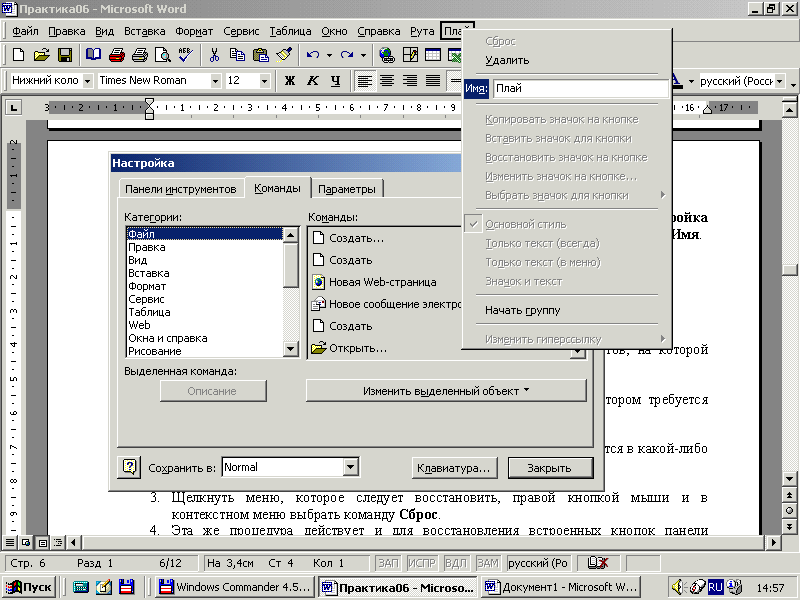 Практика06 - Microsoft Word
Файл Правка Вид Вставка Формат Сервис Таблица Окно Справка Рута Плай
Нижний коло Times New Roman 12 Ж К Ч русский (Росси
3 2 1 1 2 3 4 5 6 7 8 9 16 17
Сброс
Удалить
Имя: Плай
Копировать значок на кнопке
Вставить значок для кнопки
Восстановить значок на кнопке
Изменить значок на кнопке...
Выбрать значок для кнопки
Основной стиль
Только текст (всегда)
Только текст (в меню)
Значок и текст
Начать группу
Изменить гиперссылку
Настройка
Панели инструментов Команды Параметры
Категории: Команды:
Файл
Правка
Вид
Вставка
Формат
Сервис
Таблица
Web
Окна и справка
Рисование
Создать...
Создать
Новая Web-страница
Новое сообщение электро
Создать
Открыть...
Выделенная команда:
Описание Изменить выделенный объект
Сохранить в: Normal Клавиатура... Закрыть
ройка
Имя.
на которой
тором требуется
тся в какой-либо
3. Щелкнуть меню, которое следует восстановить, правой кнопкой мыши и в
контекстном меню выбрать команду Сброс.
4. Эта же процедура действует и для восстановления встроенных кнопок панели
Стр. 6 Разд 1 6/12 На 3,4см Ст 4 Кол 1 ЗАП ИСПР ВДЛ ЗАМ русский (Ро
Пуск Windows Commander 4.5... Практика06 - Microso... Документ1 - Microsoft W... RU 14:57